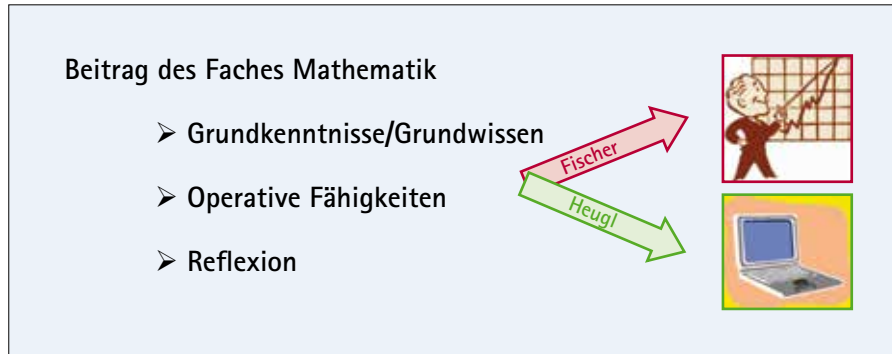 Beitrag des Faches Mathematik
➢ Grundkenntnisse/Grundwissen
Fischer
➢ Operative Fähigkeiten
Heugl
➢ Reflexion